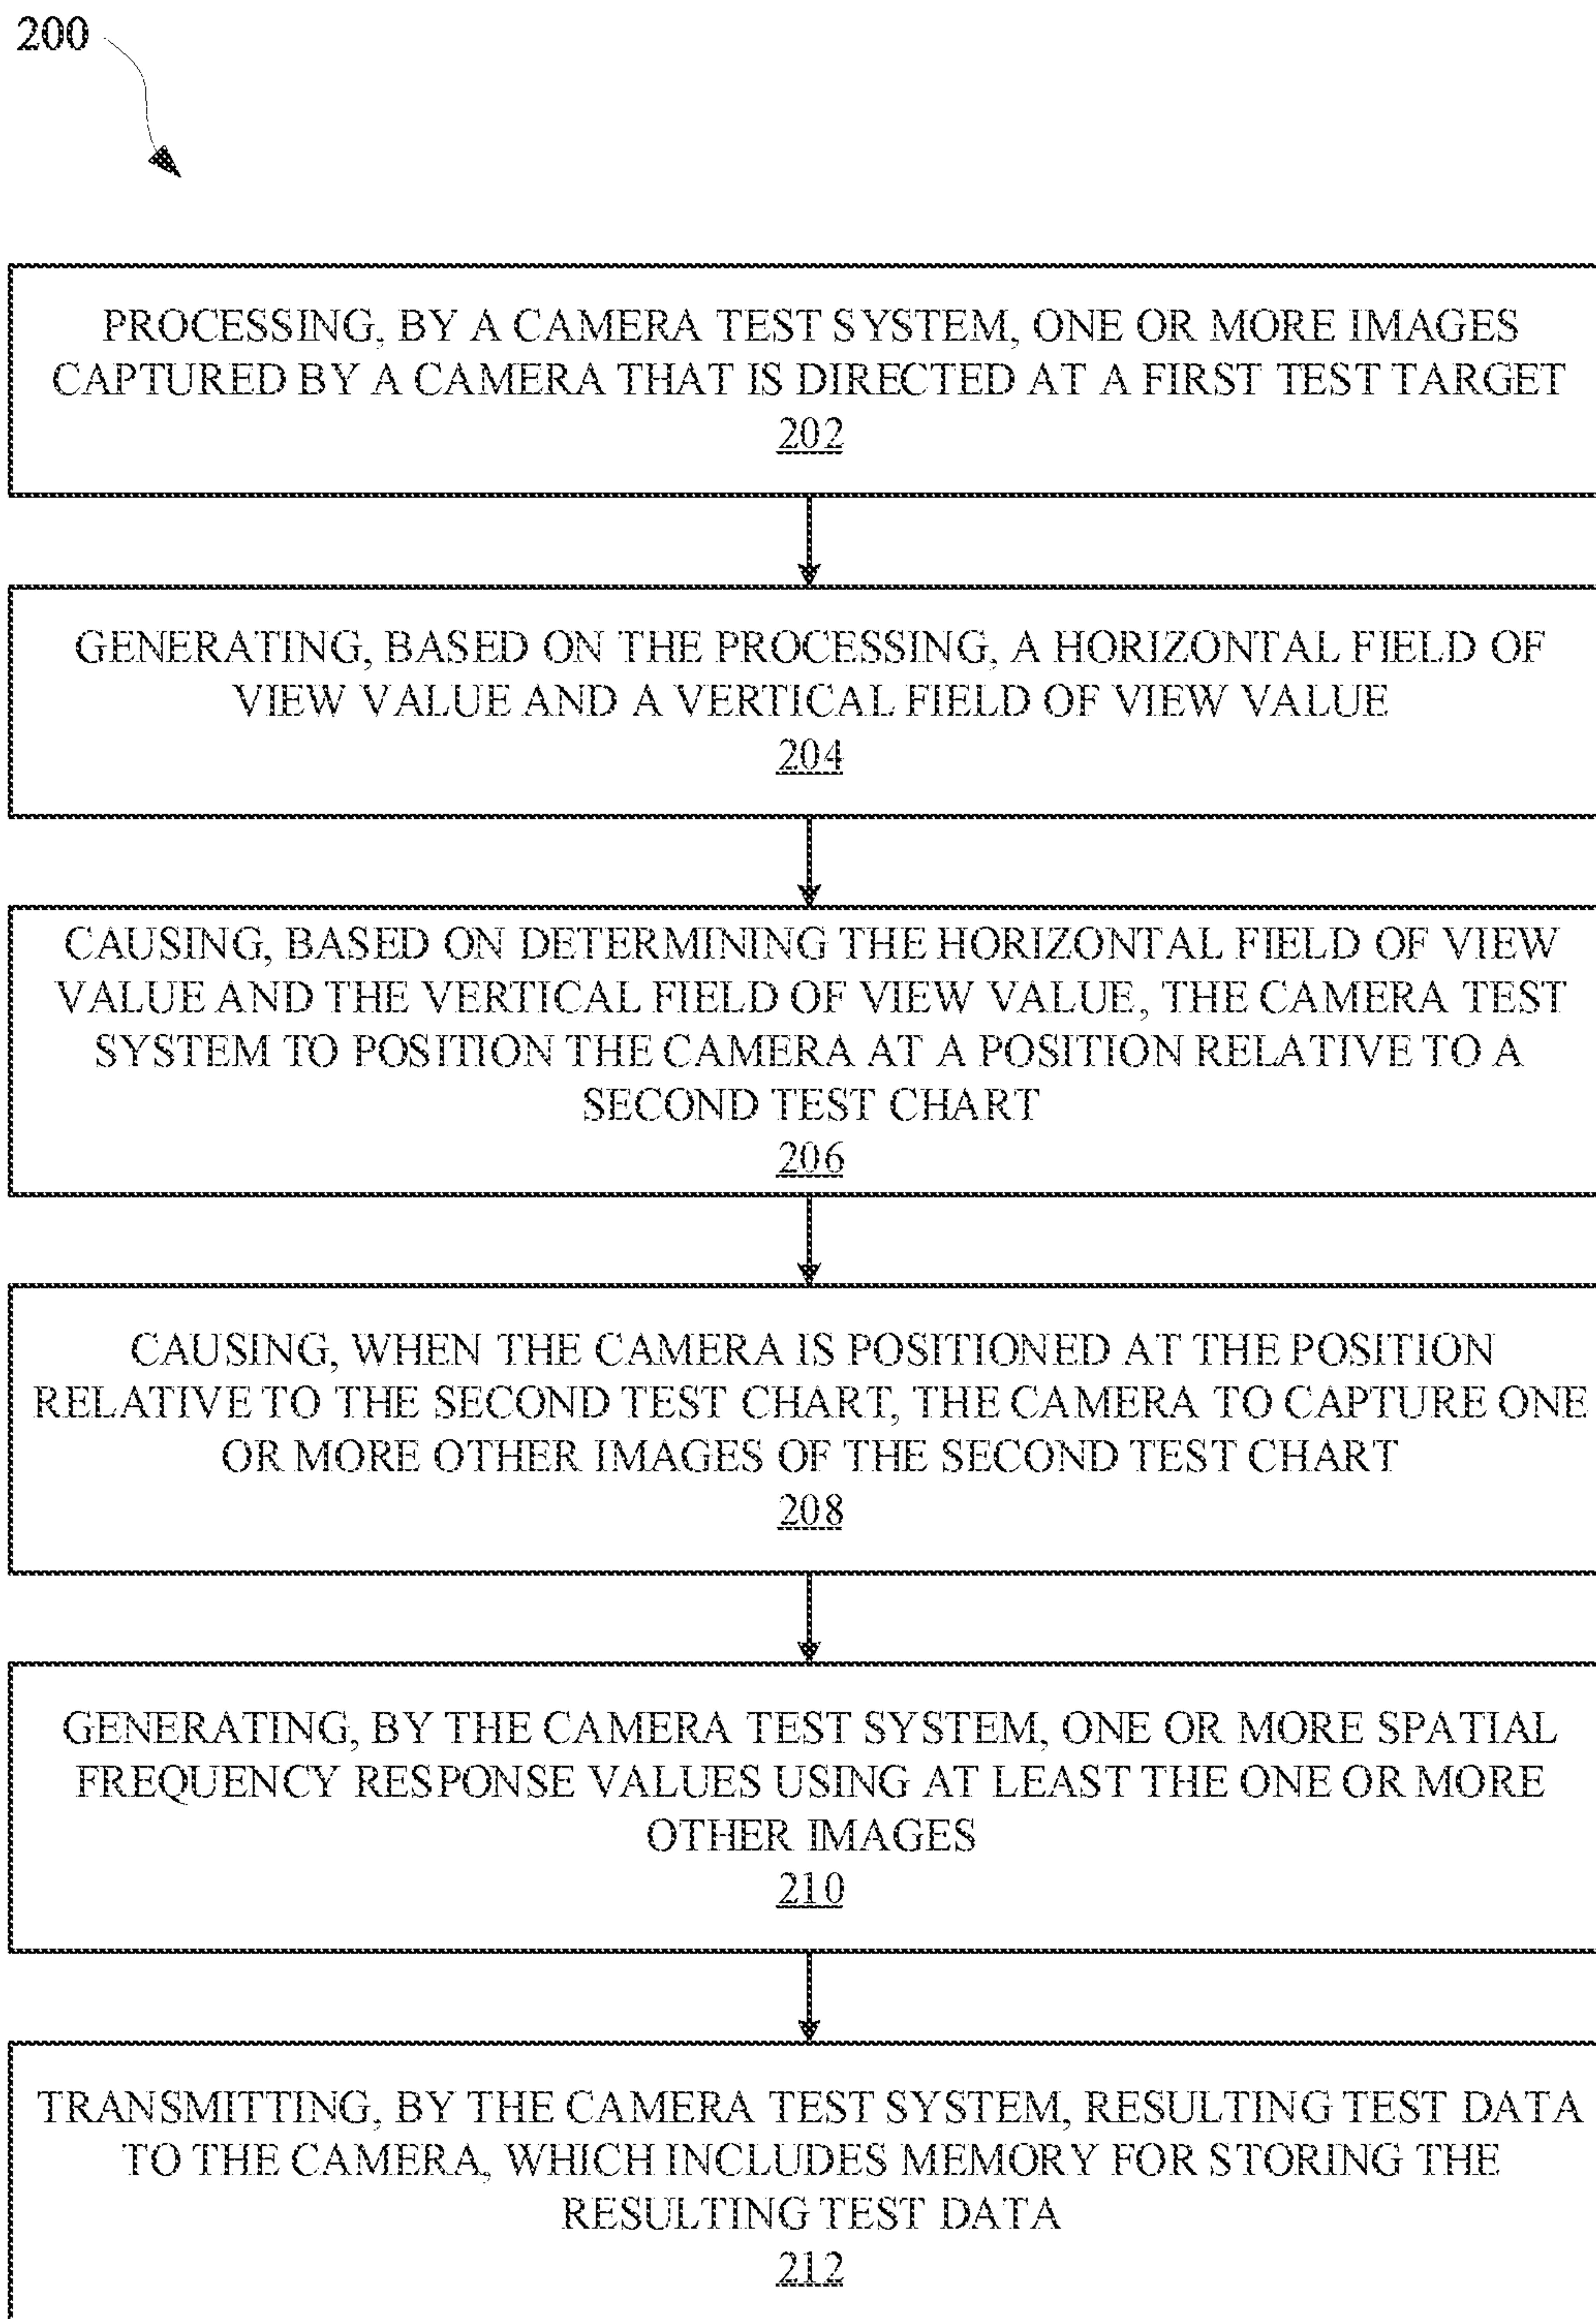 200
PROCESSING, BY A CAMERA TEST SYSTEM, ONE OR MORE IMAGES
CAPTURED BY A CAMERA THAT IS DIRECTED AT A FIRST TEST TARGET
202
GENERATING, BASED ON THE PROCESSING, A HORIZONTAL FIELD OF
VIEW VALUE AND A VERTICAL FIELD OF VIEW VALUE
204
CAUSING, BASED ON DETERMINING THE HORIZONTAL FIELD OF VIEW
VALUE AND THE VERTICAL FIELD OF VIEW VALUE, THE CAMERA TEST
SYSTEM TO POSITION THE CAMERA AT A POSITION RELATIVE TO A
SECOND TEST CHART
206
CAUSING, WHEN THE CAMERA IS POSITIONED AT THE POSITION
RELATIVE TO THE SECOND TEST CHART, THE CAMERA TO CAPTURE ONE
OR MORE OTHER IMAGES OF THE SECOND TEST CHART
208
GENERATING, BY THE CAMERA TEST SYSTEM, ONE OR MORE SPATIAL
FREQUENCY RESPONSE VALUES USING AT LEAST THE ONE OR MORE
OTHER IMAGES
210
TRANSMITTING, BY THE CAMERA TEST SYSTEM, RESULTING TEST DATA
TO THE CAMERA, WHICH INCLUDES MEMORY FOR STORING THE
RESULTING TEST DATA
212